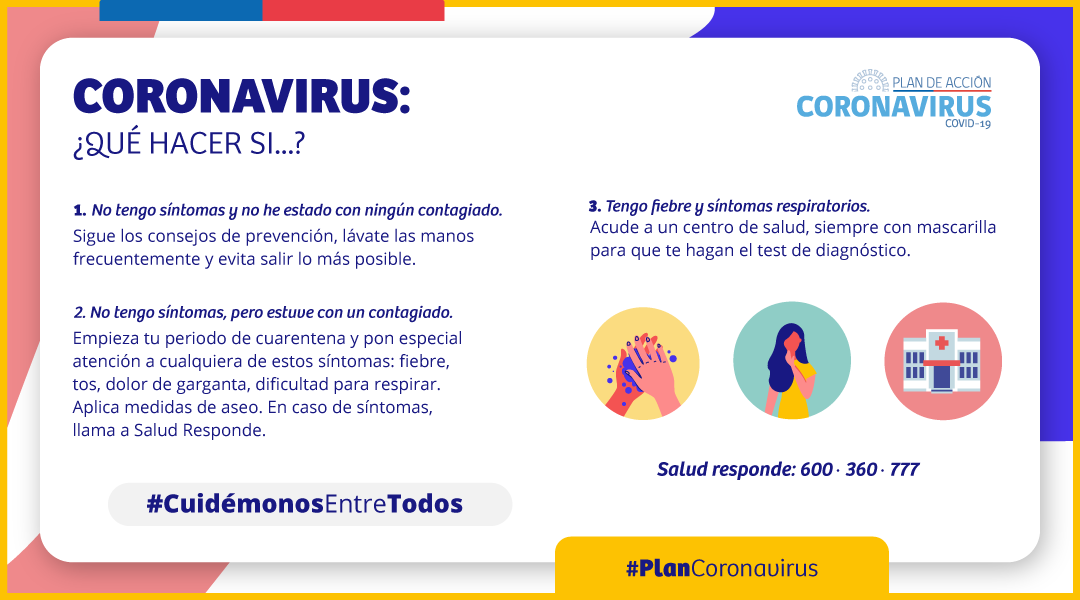 CORONAVIRUS:
¿QUÉ HACER SI...?
PLAN DE ACCIÓN
CORONAVIRUS
COVID-19
1. No tengo síntomas y no he estado con ningún contagiado.
Sigue los consejos de prevención, lávate las manos
frecuentemente y evita salir lo más posible.
2. No tengo síntomas, pero estuve con un contagiado.
Empieza tu periodo de cuarentena y pon especial
atención a cualquiera de estos síntomas: fiebre,
tos, dolor de garganta, dificultad para respirar.
Aplica medidas de aseo. En caso de síntomas,
llama a Salud Responde.
#CuidémonosEntreTodos
3. Tengo fiebre y síntomas respiratorios.
Acude a un centro de salud, siempre con mascarilla
para que te hagan el test de diagnóstico.
Salud responde: 600 · 360 · 777
#PlanCoronavirus